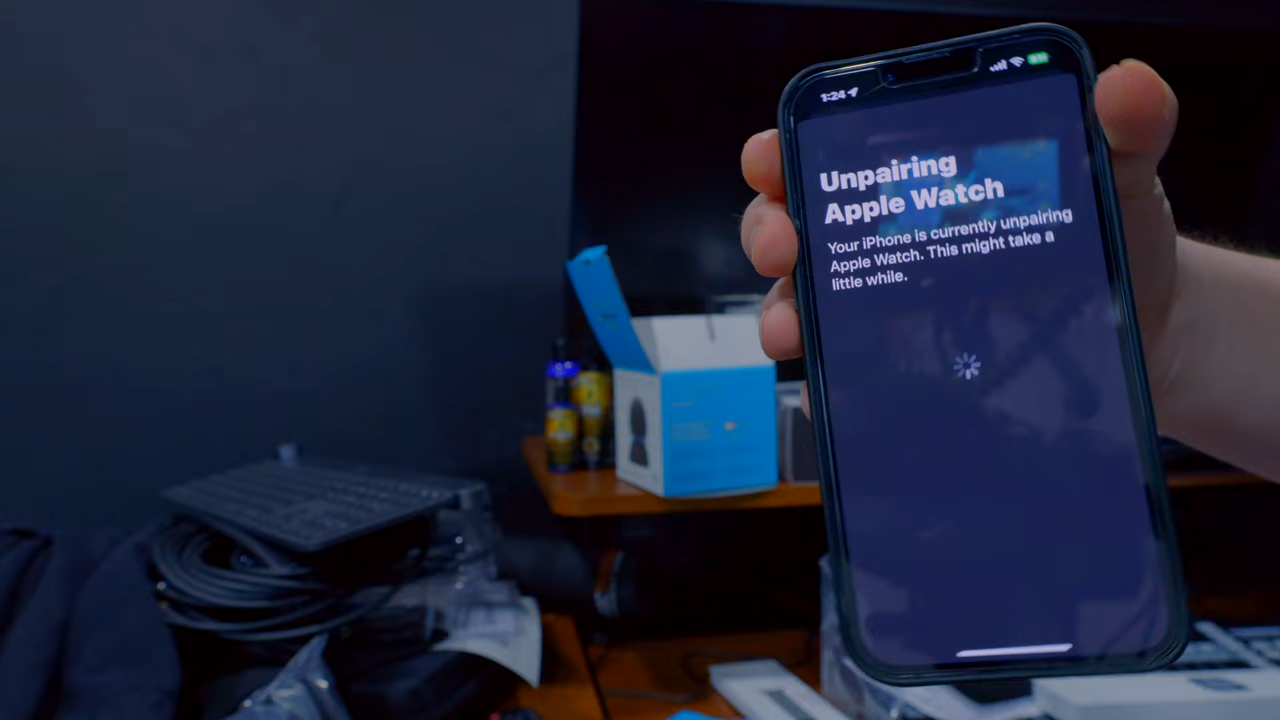 1:24
Unpairing
Apple Watch
Your iPhone is currently unpairing
Apple Watch. This might take a
little while.